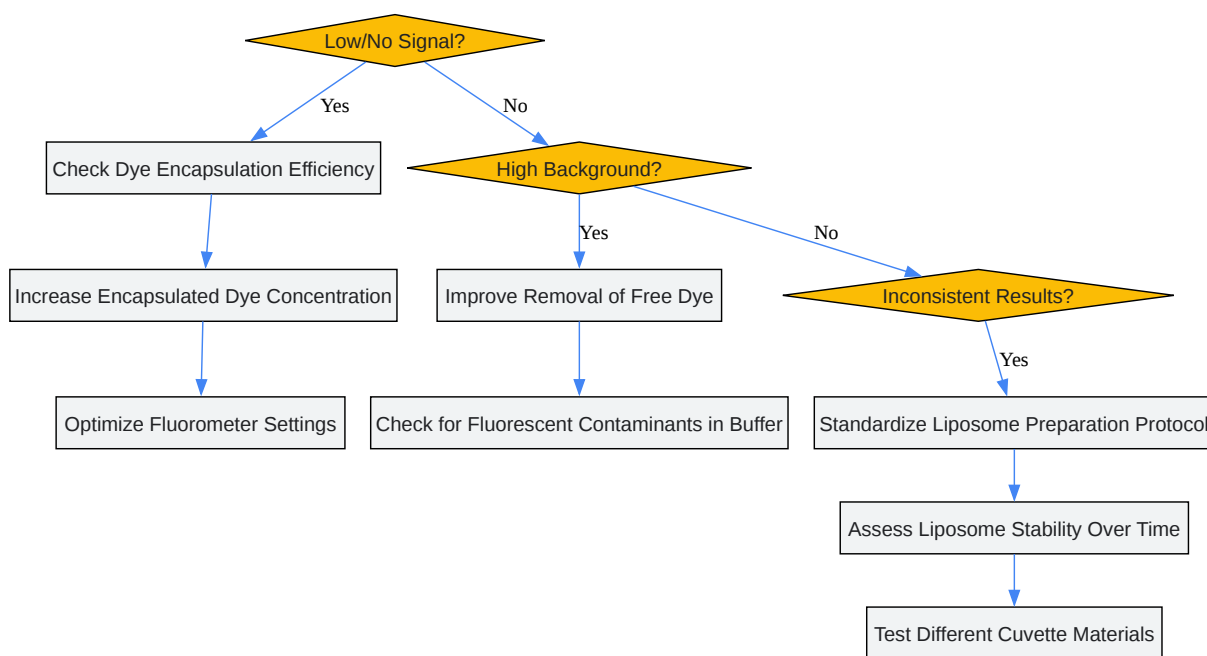 Low/No Signal?
Yes
No
Check Dye Encapsulation Efficiency
High Background?
Yes
No
Increase Encapsulated Dye Concentration
Improve Removal of Free Dye
Inconsistent Results?
Yes
Optimize Fluorometer Settings
Check for Fluorescent Contaminants in Buffer
Standardize Liposome Preparation Protocol
Assess Liposome Stability Over Time
Test Different Cuvette Materials